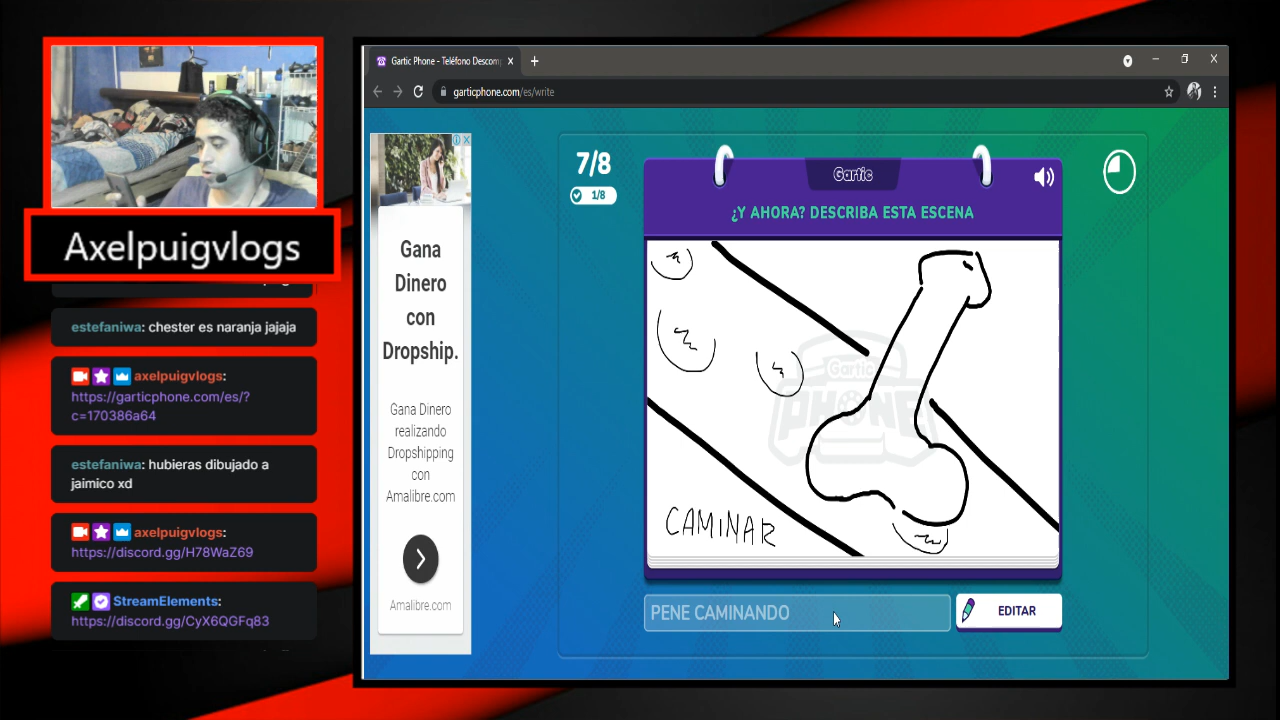 Axelpuigvlogs
estefaniwa: chester es naranja jajaja
axelpuigvlogs:
https://garticphone.com/es/?
c=170386a64
estefaniwa: hubieras dibujado a
jaimico xd
axelpuigvlogs:
https://discord.gg/H78WaZ69
StreamElements:
https://discord.gg/CyX6QGFq83
Gartic Phone - Teléfono Descom
garticphone.com/es/write
Gana
Dinero
con
Dropship.
Gana Dinero
realizando
Dropshipping
con
Amalibre.com
Amalibre.com
7/8
1/8
Gartic
¿Y AHORA? DESCRIBA ESTA ESCENA
Gartic
PHONE
CAMINAR
PENE CAMINANDO
EDITAR